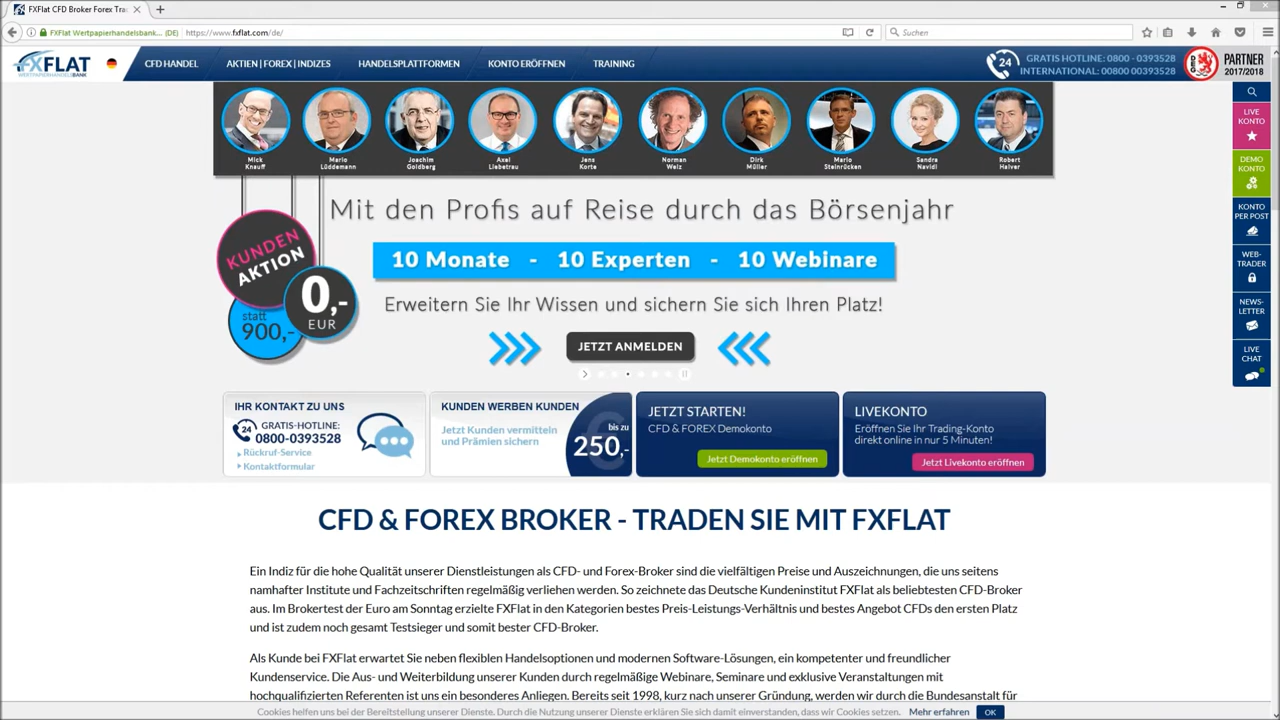 FXFlat CFD Broker Forex Tra
FXFlat Wertpapierhandelsbank... (DE)
https://www.fxflat.com/de/
Suchen
FXFLAT
WERTPAPIERHANDELSBANK
CFD HANDEL
AKTIEN | FOREX | INDIZES
HANDELSPLATTFORMEN
KONTO ERÖFFNEN
TRAINING
24
GRATIS HOTLINE: 0800 - 0393528
INTERNATIONAL: 00800 00393528
PARTNER
2017/2018
Mick
Knauff
Mario
Lüddemann
Joachim
Goldberg
Axel
Liebetrau
Jens
Korte
Norman
Welz
Dirk
Müller
Mario
Steinrücken
Sandra
Navidi
Robert
Halver
LIVE
KONTO
DEMO
KONTO
KONTO
PER POST
WEB-
TRADER
NEWS-
LETTER
LIVE
CHAT
Mit den Profis auf Reise durch das Börsenjahr
KUNDEN
AKTION
0,-
EUR
statt
900,-
10 Monate - 10 Experten - 10 Webinare
Erweitern Sie Ihr Wissen und sichern Sie sich Ihren Platz!
JETZT ANMELDEN
IHR KONTAKT ZU UNS
24
GRATIS-HOTLINE:
0800-0393528
Rückruf-Service
Kontaktformular
KUNDEN WERBEN KUNDEN
Jetzt Kunden vermitteln
und Prämien sichern
bis zu
250,-
JETZT STARTEN!
CFD & FOREX Demokonto
Jetzt Demokonto eröffnen
LIVEKONTO
Eröffnen Sie Ihr Trading-Konto
direkt online in nur 5 Minuten!
Jetzt Livekonto eröffnen
CFD & FOREX BROKER - TRADEN SIE MIT FXFLAT
Ein Indiz für die hohe Qualität unserer Dienstleistungen als CFD- und Forex-Broker sind die vielfältigen Preise und Auszeichnungen, die uns seitens
namhafter Institute und Fachzeitschriften regelmäßig verliehen werden. So zeichnete das Deutsche Kundeninstitut FXFlat als beliebtesten CFD-Broker
aus. Im Brokertest der Euro am Sonntag erzielte FXFlat in den Kategorien bestes Preis-Leistungs-Verhältnis und bestes Angebot CFDs den ersten Platz
und ist zudem noch gesamt Testsieger und somit bester CFD-Broker.
Als Kunde bei FXFlat erwartet Sie neben flexiblen Handelsoptionen und modernen Software-Lösungen, ein kompetenter und freundlicher
Kundenservice. Die Aus- und Weiterbildung unserer Kunden durch regelmäßige Webinare, Seminare und exklusive Veranstaltungen mit
hochqualifizierten Referenten ist uns ein besonderes Anliegen. Bereits seit 1998, kurz nach unserer Gründung, werden wir durch die Bundesanstalt für
Cookies helfen uns bei der Bereitstellung unserer Dienste. Durch die Nutzung unserer Dienste erklären Sie sich damit einverstanden, dass wir Cookies setzen. Mehr erfahren OK